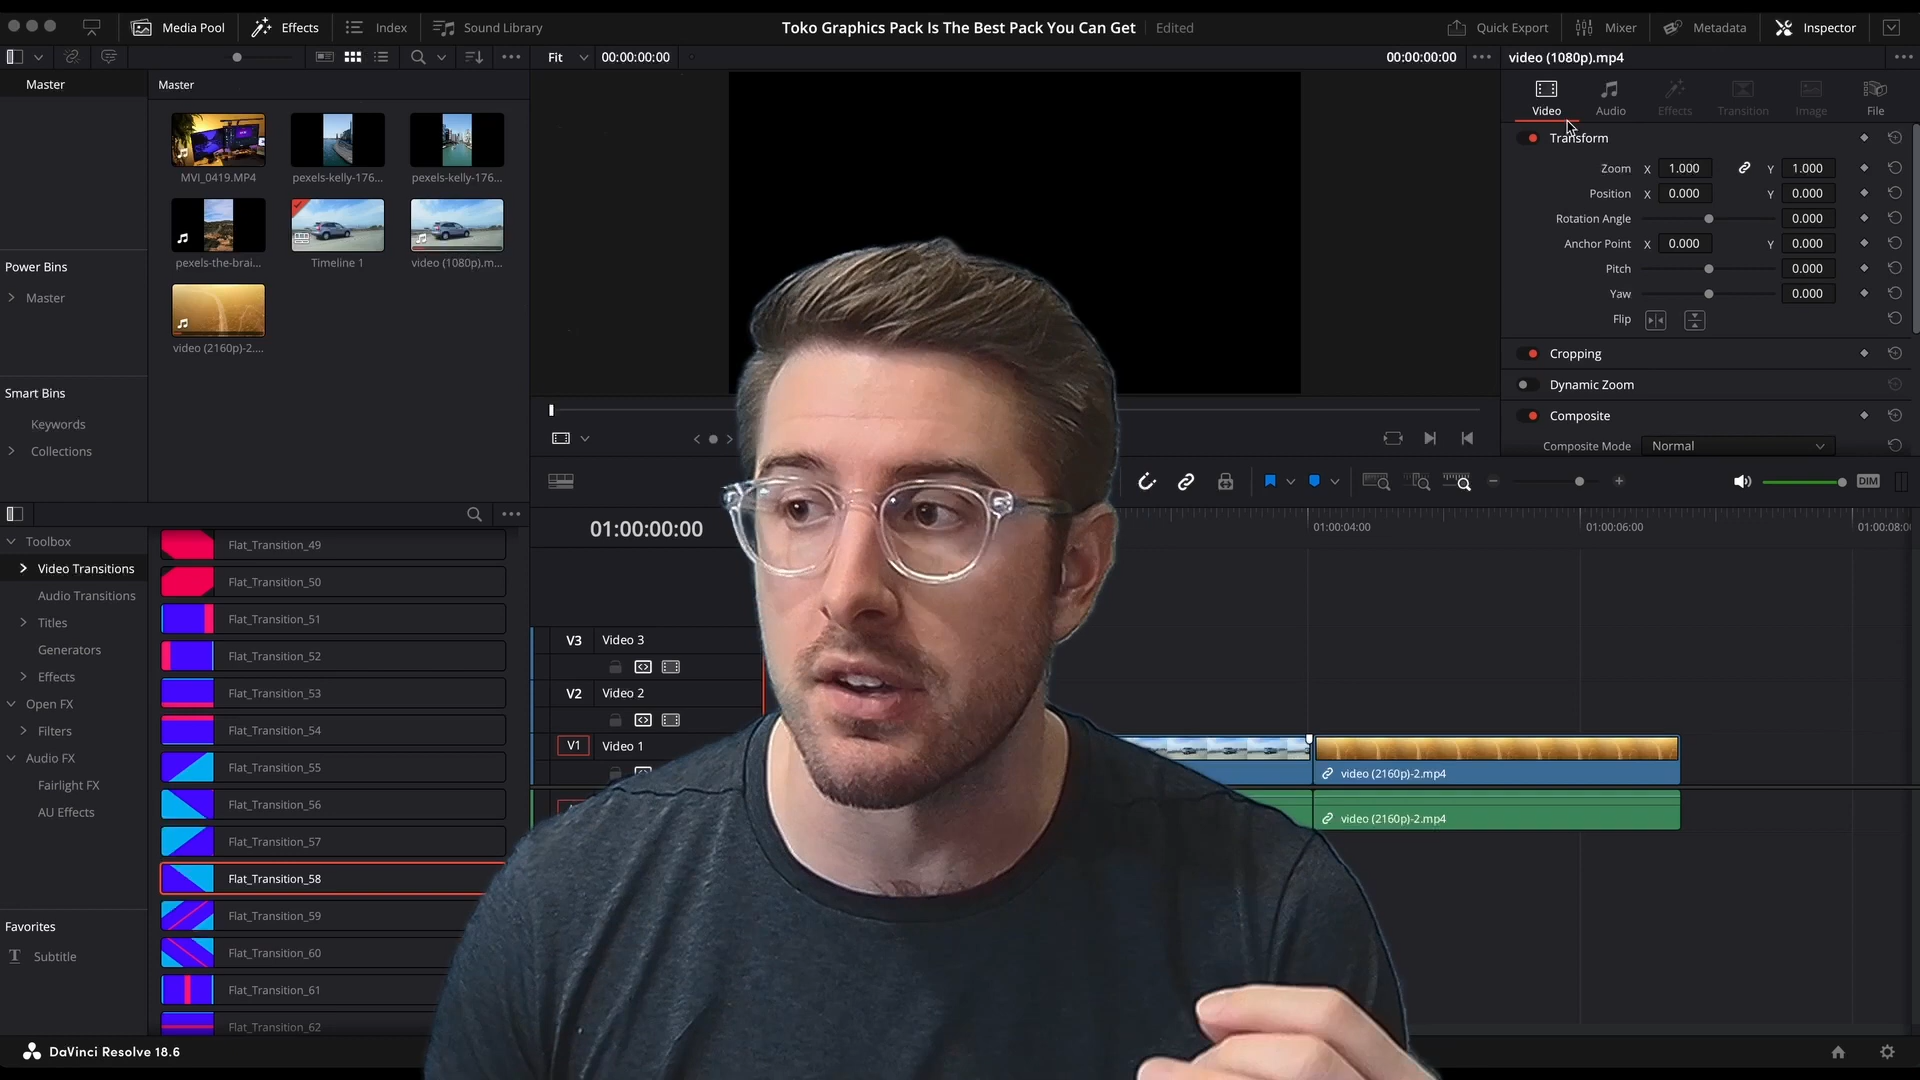 Media Pool
Effects
Index
Sound Library
Toko Graphics Pack Is The Best Pack You Can Get
Edited
Quick Export
Mixer
Metadata
Inspector
Fit
00:00:00:00
00:00:00:00
video (1080p).mp4
Master
Master
Video
Audio
Effects
Transition
Image
File
MVI_0419.MP4
pexels-kelly-176...
pexels-kelly-176...
pexels-the-brai...
Timeline 1
video (1080p).m...
video (2160p)-2....
Power Bins
Master
Smart Bins
Keywords
Collections
Transform
Zoom X 1.000 Y 1.000
Position X 0.000 Y 0.000
Rotation Angle 0.000
Anchor Point X 0.000 Y 0.000
Pitch 0.000
Yaw 0.000
Flip
Cropping
Dynamic Zoom
Composite
Composite Mode Normal
DIM
Toolbox
Video Transitions
Audio Transitions
Titles
Generators
Effects
Open FX
Filters
Audio FX
Fairlight FX
AU Effects
Favorites
Subtitle
Flat_Transition_49
Flat_Transition_50
Flat_Transition_51
Flat_Transition_52
Flat_Transition_53
Flat_Transition_54
Flat_Transition_55
Flat_Transition_56
Flat_Transition_57
Flat_Transition_58
Flat_Transition_59
Flat_Transition_60
Flat_Transition_61
Flat_Transition_62
01:00:00:00
01:00:04:00
01:00:06:00
01:00:08:0
V3 Video 3
V2 Video 2
V1 Video 1
video (2160p)-2.mp4
video (2160p)-2.mp4
DaVinci Resolve 18.6